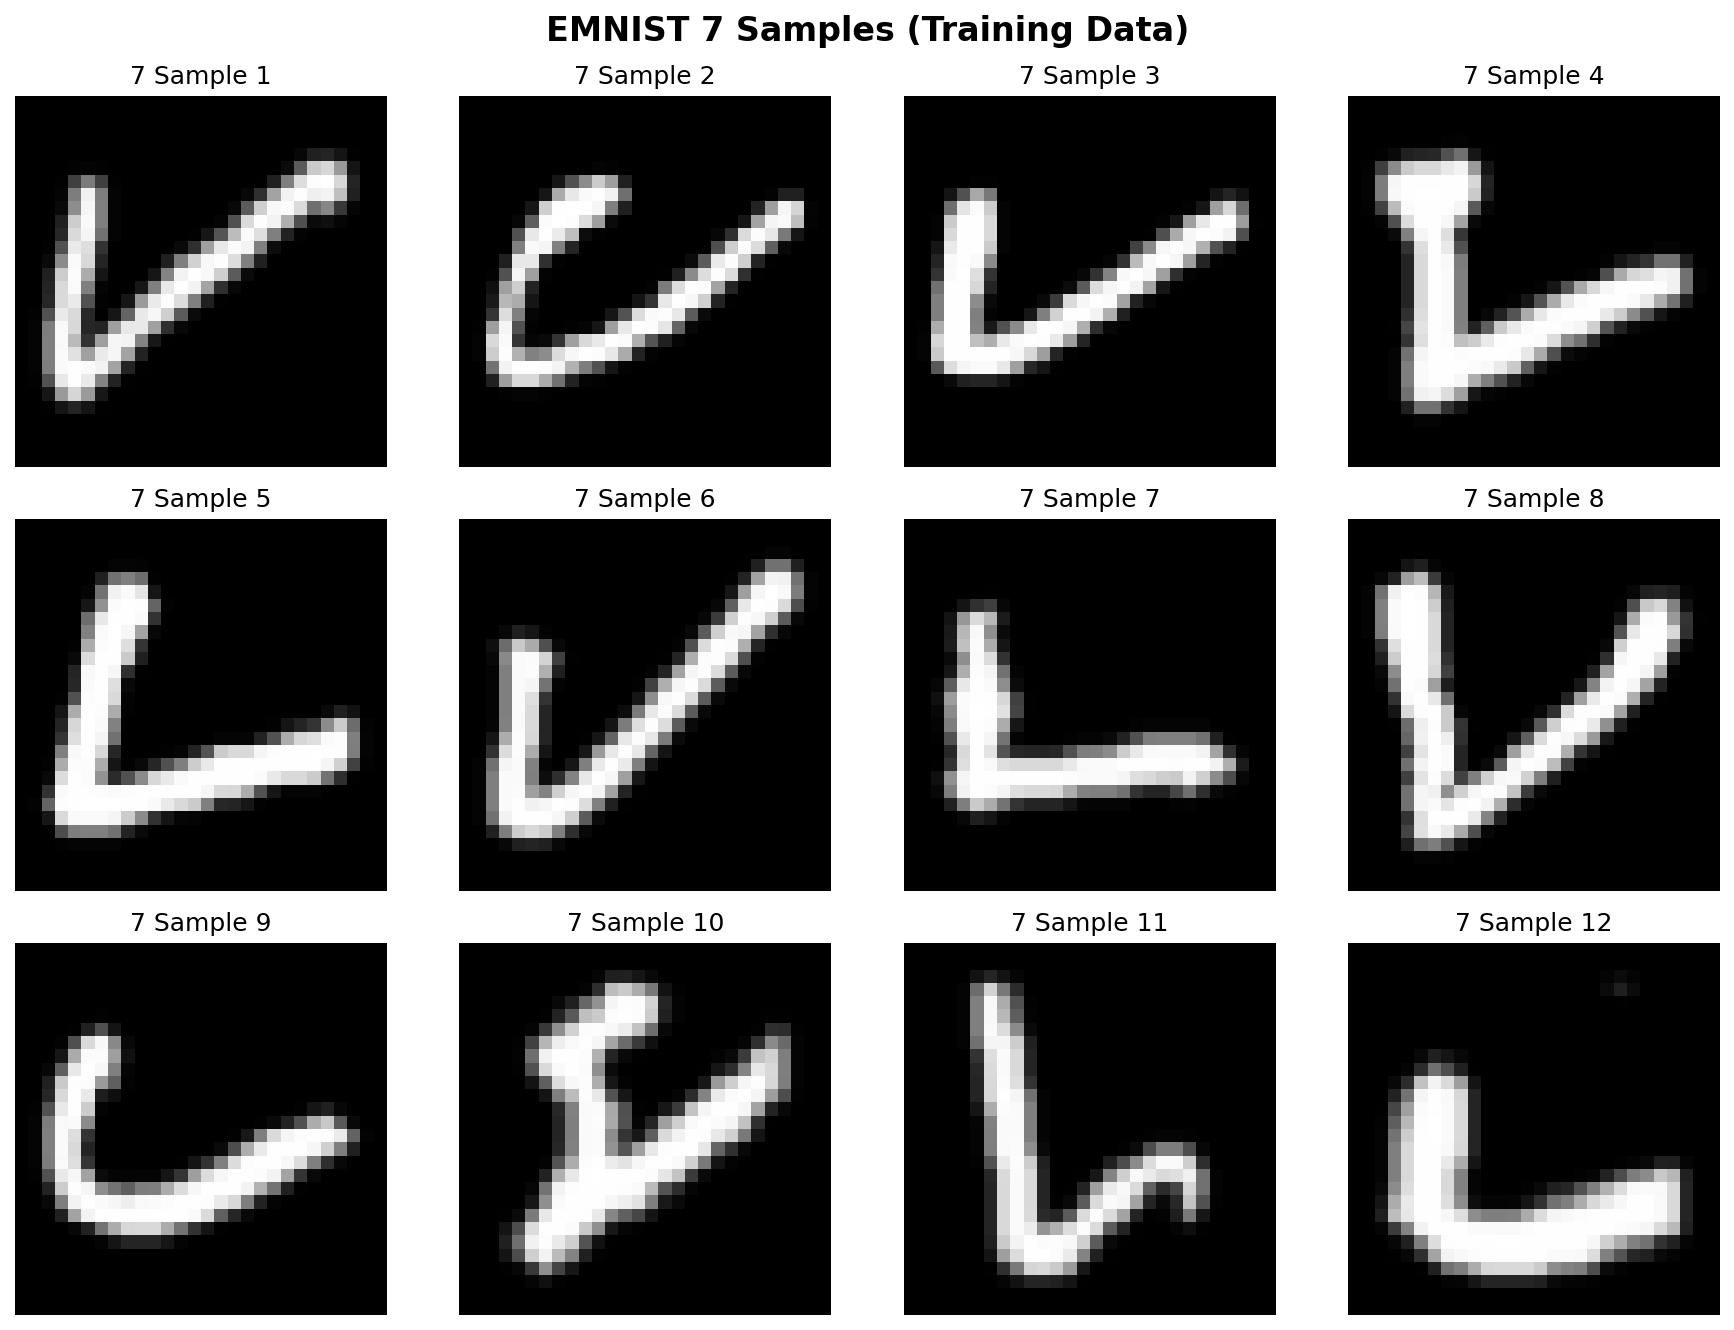 EMNIST 7 Samples (Training Data)
7 Sample 1 7 Sample 2 7 Sample 3 7 Sample 4
7 Sample 5 7 Sample 6 7 Sample 7 7 Sample 8
7 Sample 9 7 Sample 10 7 Sample 11 7 Sample 12